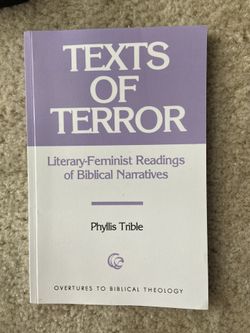 TEXTS
OF
TERROR
Literary-Feminist Readings
of Biblical Narratives
Phyllis Trible
OVERTURES TO BIBLICAL THEOLOGY